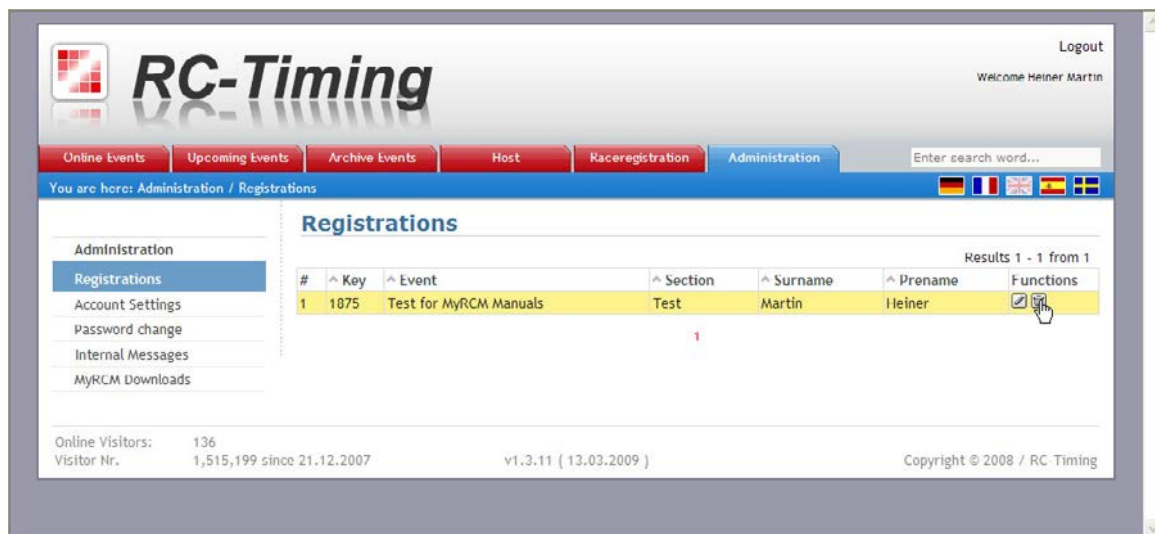 Logout
RC-Timing
Welcome Heiner Martin
Online Events Upcoming Events Archive Events Host Raceregistration Administration Enter search word...
You are here: Administration / Registrations
Registrations
Administration
Results 1 - 1 from 1
Registrations
# Key Event Section Surname Prename Functions
1 1875 Test for MyRCM Manuals Test Martin Heiner
Account Settings
Password change
1
Internal Messages
MyRCM Downloads
Online Visitors: 136
Visitor Nr. 1,515,199 since 21.12.2007 v1.3.11 ( 13.03.2009 ) Copyright © 2008 / RC-Timing